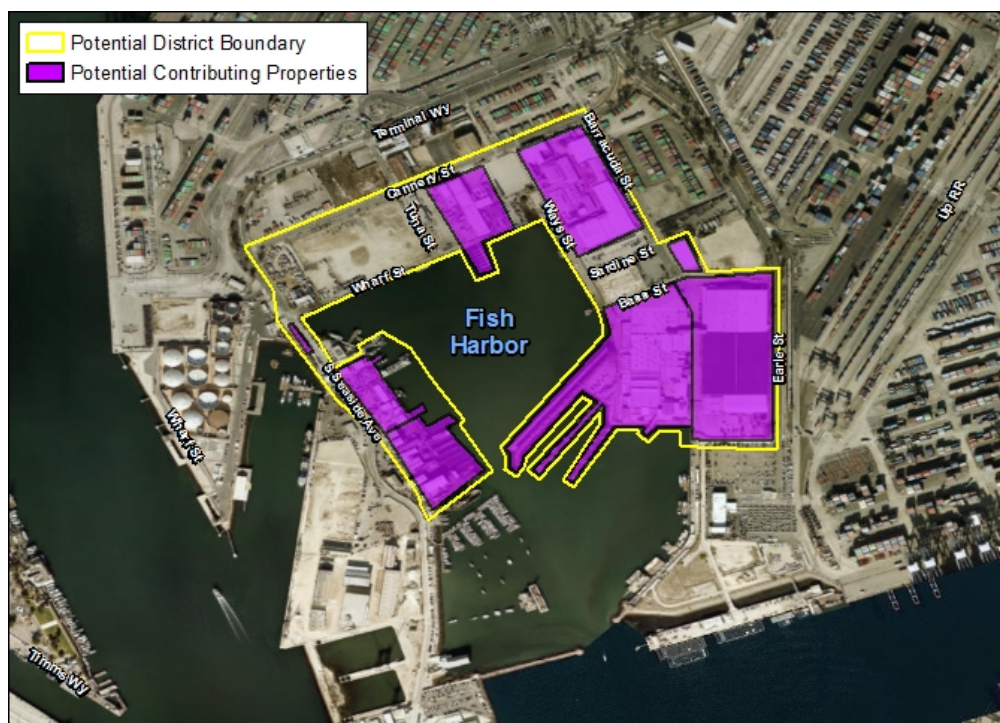 Potential District Boundary
Potential Contributing Properties
Terminal Wy
Barracuda St
Cannery St
Tuna St
Ways St
Up RR
Sardine St
Wharf St
Bass St
Fish
Harbor
Earle St
S Seaside Ave
Wharf St
Timms Wy